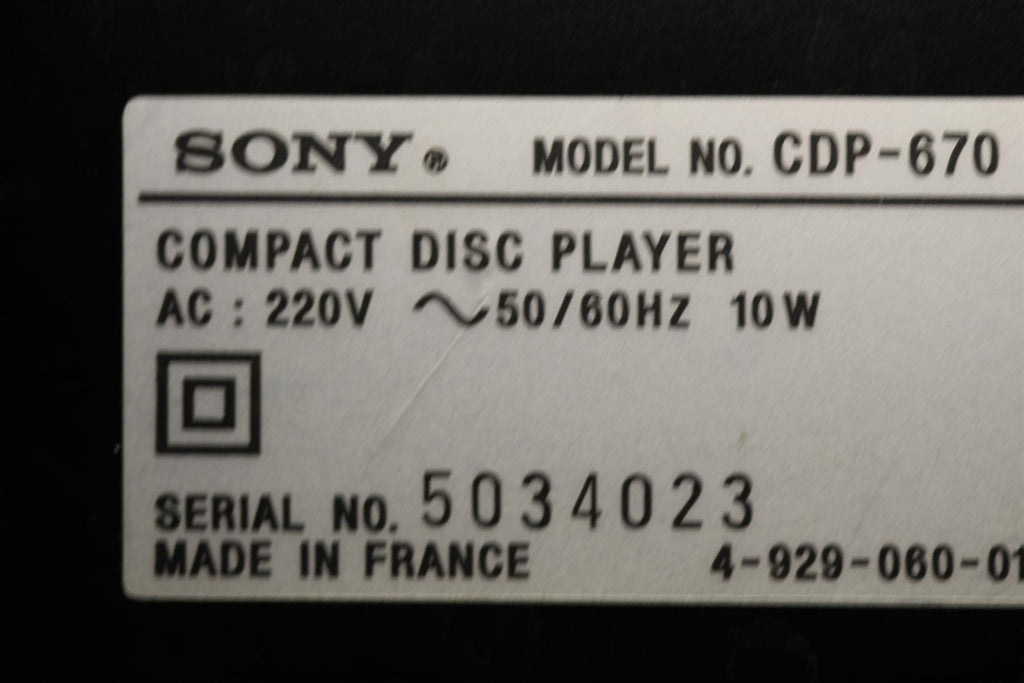 SONY® MODEL NO. CDP-670
COMPACT DISC PLAYER
AC : 220V ~ 50/60Hz 10W
SERIAL NO. 5034023
MADE IN FRANCE 4-929-060-01